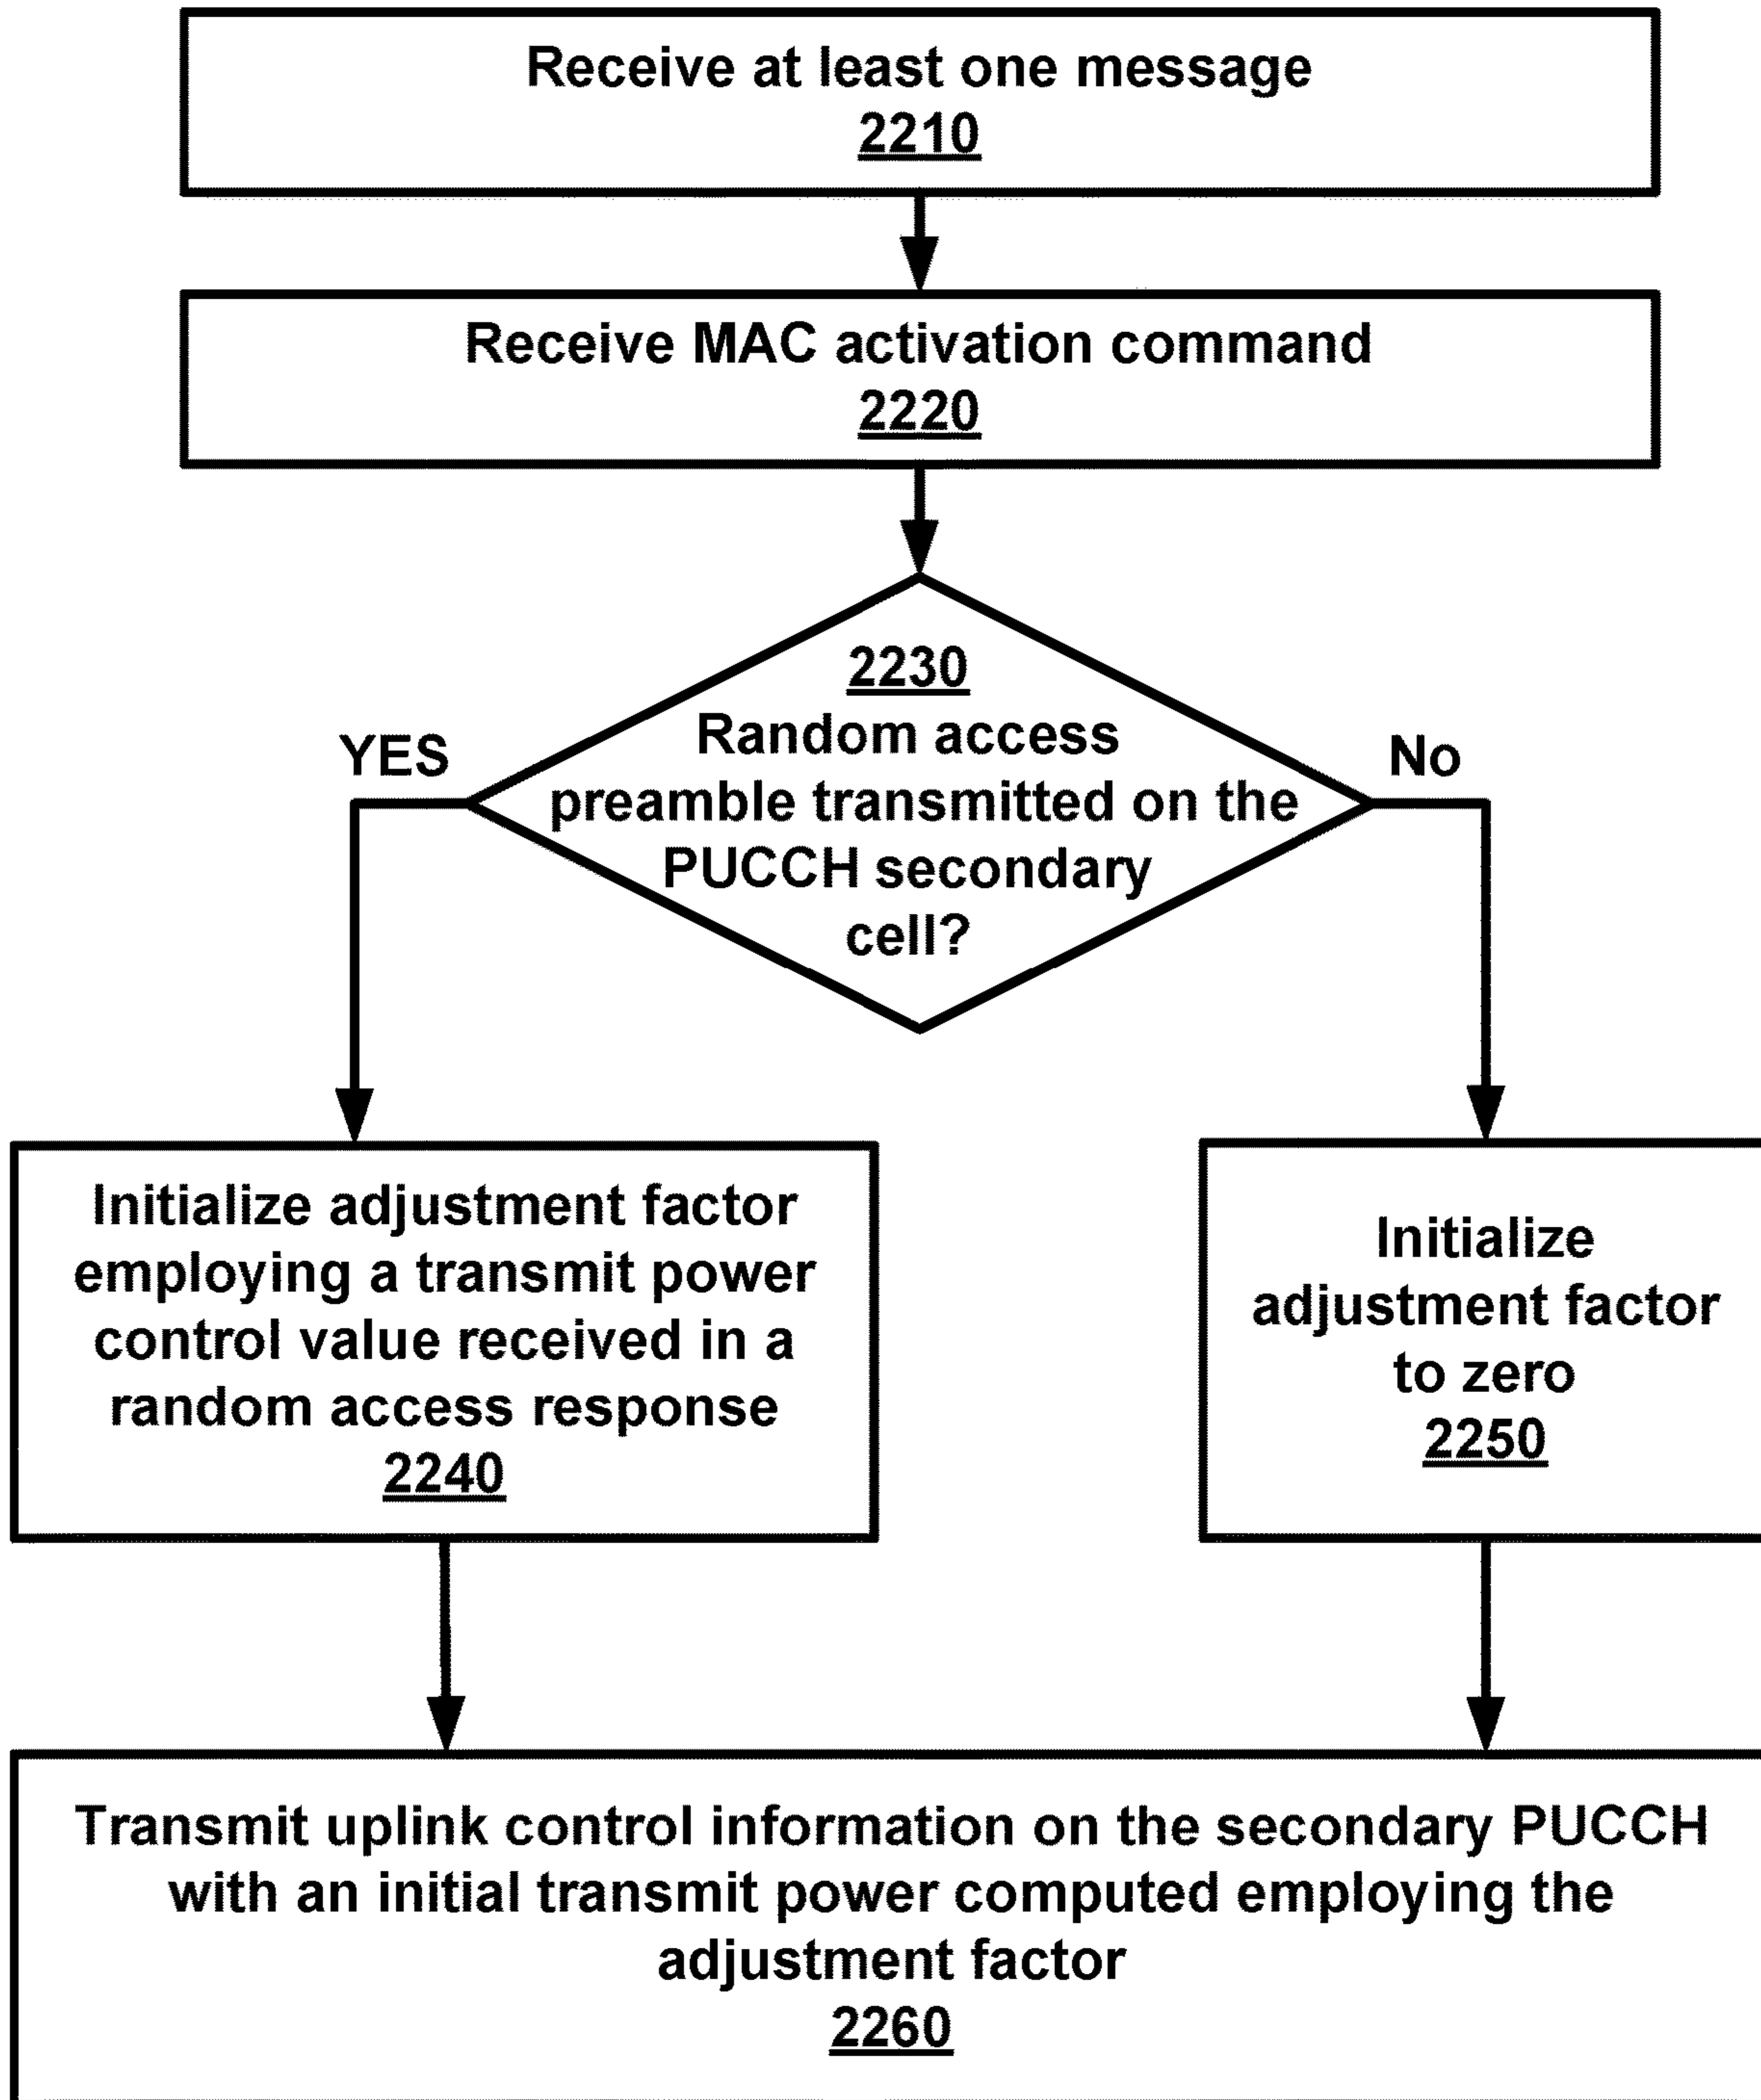 Receive at least one message
2210
Receive MAC activation command
2220
2230
Random access
preamble transmitted on the
PUCCH secondary
cell?
YES
No
Initialize adjustment factor
employing a transmit power
control value received in a
random access response
2240
Initialize
adjustment factor
to zero
2250
Transmit uplink control information on the secondary PUCCH
with an initial transmit power computed employing the
adjustment factor
2260